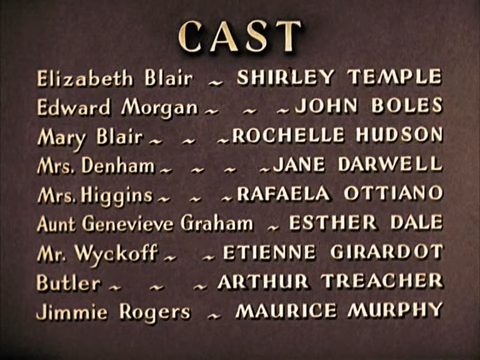 CAST
Elizabeth Blair ~ SHIRLEY TEMPLE
Edward Morgan ~ ~ ~ JOHN BOLES
Mary Blair ~ ~ ~ ROCHELLE HUDSON
Mrs. Denham ~ ~ ~ ~ JANE DARWELL
Mrs. Higgins ~ ~ ~ RAFAELA OTTIANO
Aunt Genevieve Graham ~ ESTHER DALE
Mr. Wyckoff ~ ~ ETIENNE GIRARDOT
Butler ~ ~ ~ ARTHUR TREACHER
Jimmie Rogers ~ MAURICE MURPHY